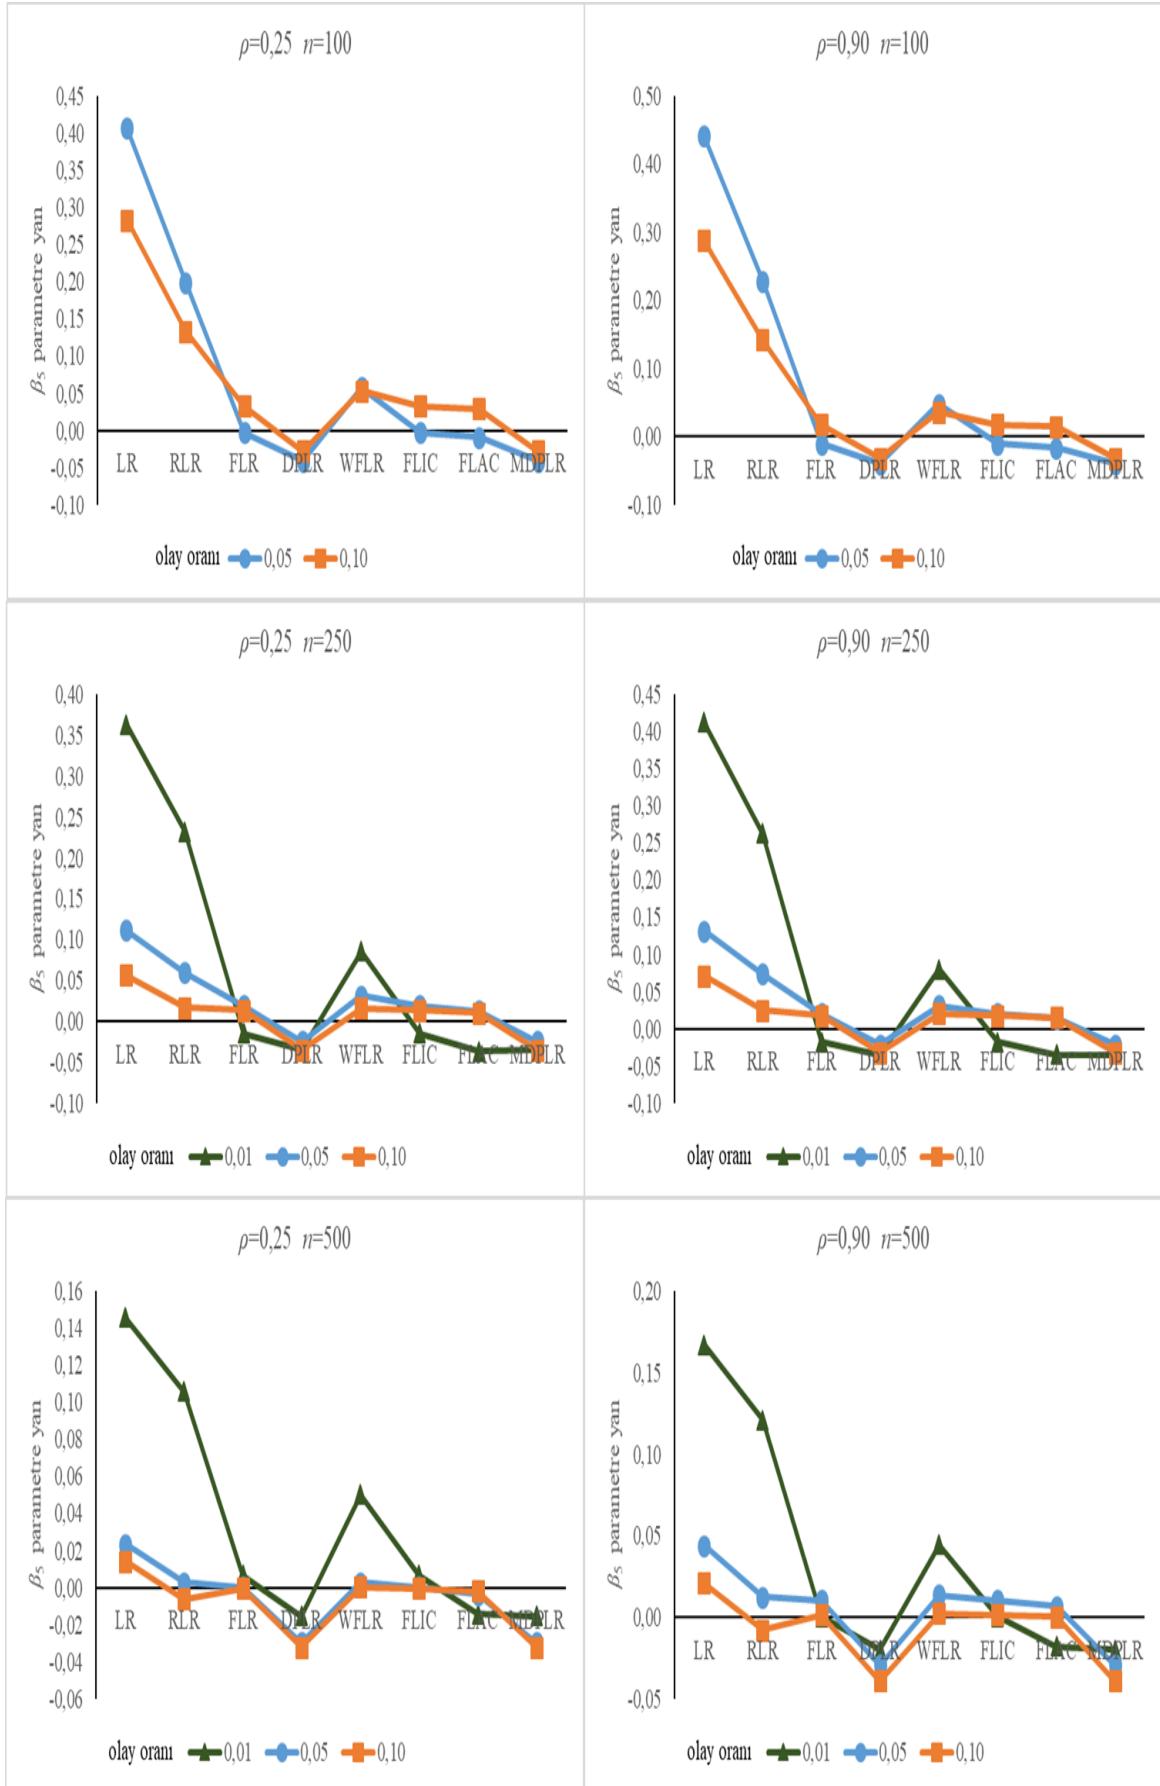 ρ=0,25 n=100
β5 parametre yan
0,45
0,40
0,35
0,30
0,25
0,20
0,15
0,10
0,05
0,00
-0,05
-0,10
LR RLR FLR DPLR WFLR FLIC FLAC MDPLR
olay oranı 0,05 0,10
ρ=0,90 n=100
β5 parametre yan
0,50
0,40
0,30
0,20
0,10
0,00
-0,10
LR RLR FLR DPLR WFLR FLIC FLAC MDPLR
olay oranı 0,05 0,10
ρ=0,25 n=250
β5 parametre yan
0,40
0,35
0,30
0,25
0,20
0,15
0,10
0,05
0,00
-0,05
-0,10
LR RLR FLR DPLR WFLR FLIC FLAC MDPLR
olay oranı 0,01 0,05 0,10
ρ=0,90 n=250
β5 parametre yan
0,45
0,40
0,35
0,30
0,25
0,20
0,15
0,10
0,05
0,00
-0,05
-0,10
LR RLR FLR DPLR WFLR FLIC FLAC MDPLR
olay oranı 0,01 0,05 0,10
ρ=0,25 n=500
β5 parametre yan
0,16
0,14
0,12
0,10
0,08
0,06
0,04
0,02
0,00
-0,02
-0,04
-0,06
LR RLR FLR DPLR WFLR FLIC FLAC MDPLR
olay oranı 0,01 0,05 0,10
ρ=0,90 n=500
β5 parametre yan
0,20
0,15
0,10
0,05
0,00
-0,05
LR RLR FLR DPLR WFLR FLIC FLAC MDPLR
olay oranı 0,01 0,05 0,10